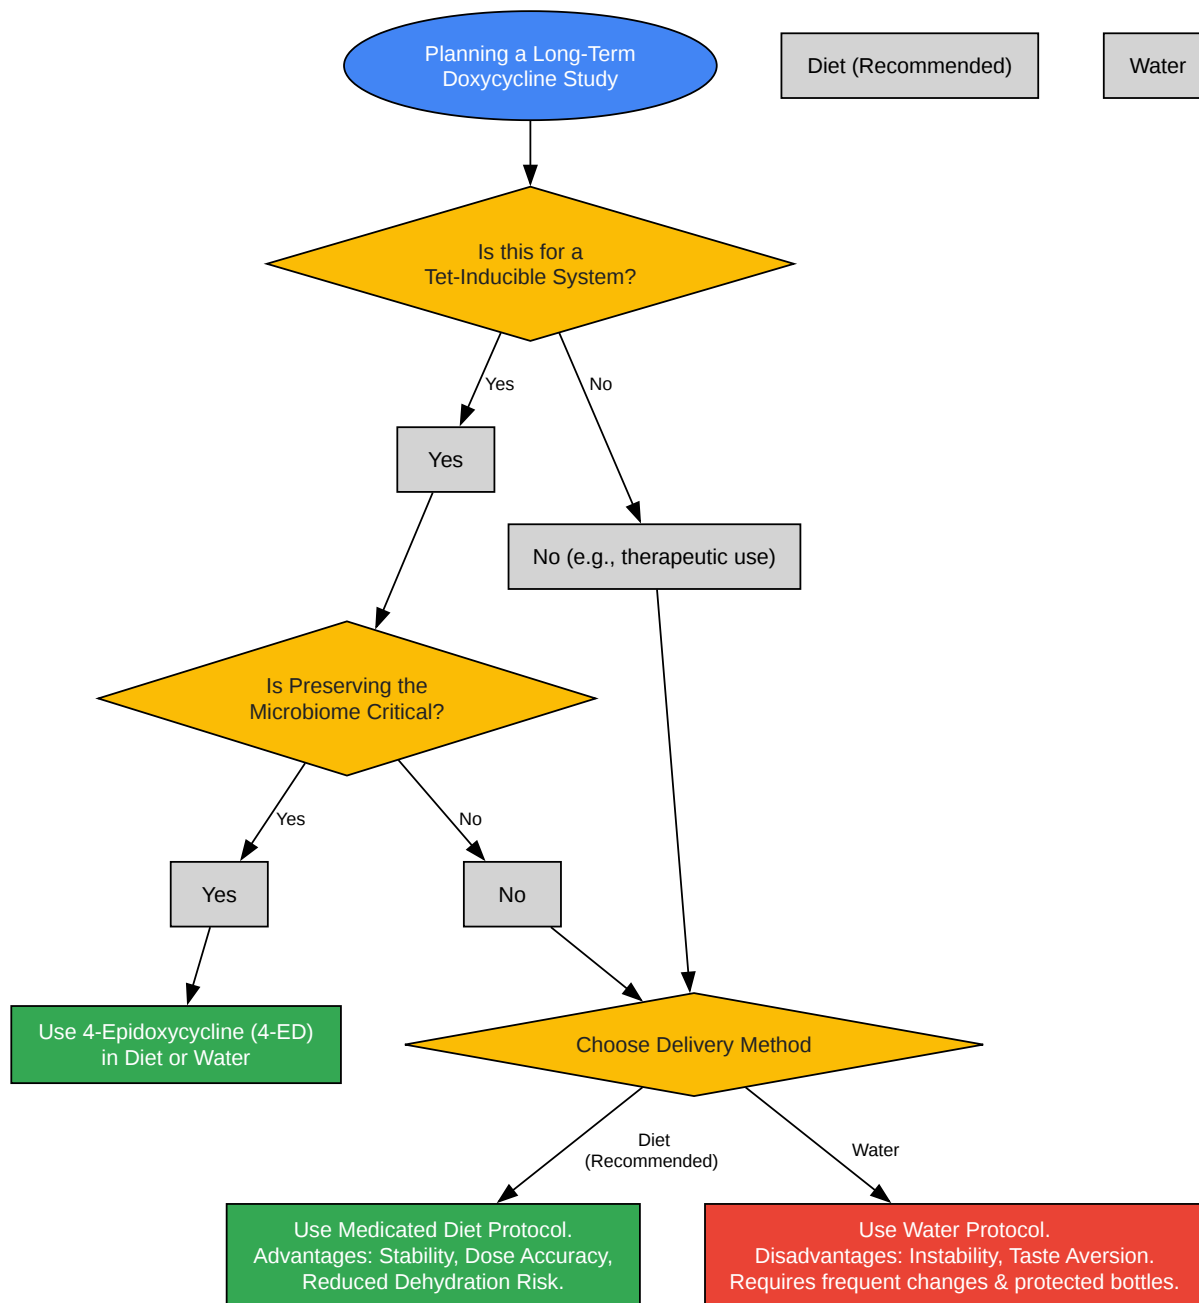 Planning a Long-Term
Doxycycline Study
Diet (Recommended)
Water
Is this for a
Tet-Inducible System?
Yes
No
Yes
No (e.g., therapeutic use)
Is Preserving the
Microbiome Critical?
Yes
No
Yes
No
Use 4-Epidoxycycline (4-ED)
in Diet or Water
Choose Delivery Method
Diet
(Recommended)
Water
Use Medicated Diet Protocol.
Advantages: Stability, Dose Accuracy,
Reduced Dehydration Risk.
Use Water Protocol.
Disadvantages: Instability, Taste Aversion.
Requires frequent changes & protected bottles.